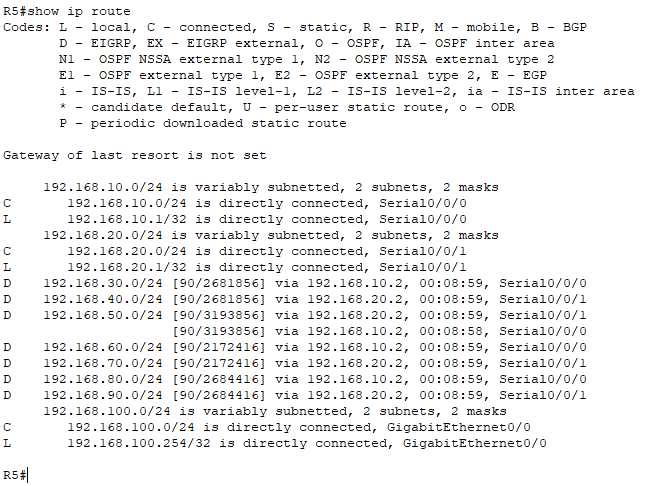 R5#show ip route
Codes: L - local, C - connected, S - static, R - RIP, M - mobile, B - BGP
D - EIGRP, EX - EIGRP external, O - OSPF, IA - OSPF inter area
N1 - OSPF NSSA external type 1, N2 - OSPF NSSA external type 2
E1 - OSPF external type 1, E2 - OSPF external type 2, E - EGP
i - IS-IS, L1 - IS-IS level-1, L2 - IS-IS level-2, ia - IS-IS inter area
* - candidate default, U - per-user static route, o - ODR
P - periodic downloaded static route
Gateway of last resort is not set
192.168.10.0/24 is variably subnetted, 2 subnets, 2 masks
C 192.168.10.0/24 is directly connected, Serial0/0/0
L 192.168.10.1/32 is directly connected, Serial0/0/0
192.168.20.0/24 is variably subnetted, 2 subnets, 2 masks
C 192.168.20.0/24 is directly connected, Serial0/0/1
L 192.168.20.1/32 is directly connected, Serial0/0/1
D 192.168.30.0/24 [90/2681856] via 192.168.10.2, 00:08:59, Serial0/0/0
D 192.168.40.0/24 [90/2681856] via 192.168.20.2, 00:08:59, Serial0/0/1
D 192.168.50.0/24 [90/3193856] via 192.168.20.2, 00:08:59, Serial0/0/1
[90/3193856] via 192.168.10.2, 00:08:58, Serial0/0/0
D 192.168.60.0/24 [90/2172416] via 192.168.10.2, 00:08:59, Serial0/0/0
D 192.168.70.0/24 [90/2172416] via 192.168.20.2, 00:08:59, Serial0/0/1
D 192.168.80.0/24 [90/2684416] via 192.168.10.2, 00:08:59, Serial0/0/0
D 192.168.90.0/24 [90/2684416] via 192.168.20.2, 00:08:59, Serial0/0/1
192.168.100.0/24 is variably subnetted, 2 subnets, 2 masks
C 192.168.100.0/24 is directly connected, GigabitEthernet0/0
L 192.168.100.254/32 is directly connected, GigabitEthernet0/0
R5#